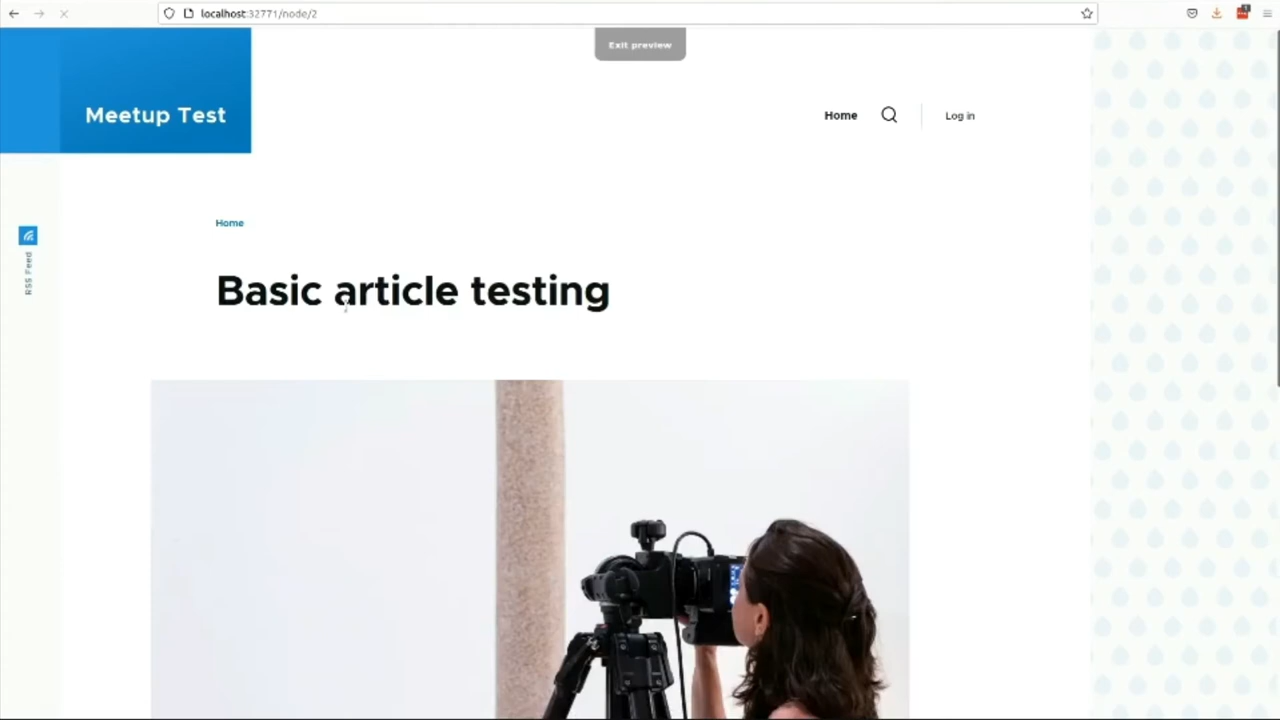 localhost:32771/node/2
Exit preview
Meetup Test
Home
Log in
Home
RSS Feed
Basic article testing